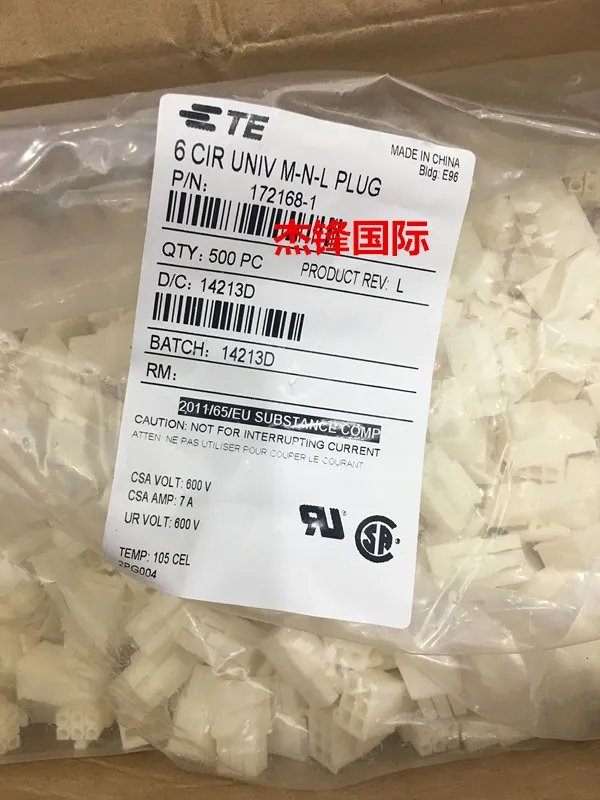 TE
6 CIR UNIV M-N-L PLUG
MADE IN CHINA
Bldg: E96
P/N: 172168-1
杰锋国际
QTY: 500 PC PRODUCT REV: L
D/C: 14213D
BATCH: 14213D
RM:
2011/65/EU SUBSTANCE COMP
CAUTION: NOT FOR INTERRUPTING CURRENT
ATTEN: NE PAS UTILISER POUR COUPER LE COURANT
CSA VOLT: 600 V
CSA AMP: 7 A
UR VOLT: 600 V
TEMP: 105 CEL